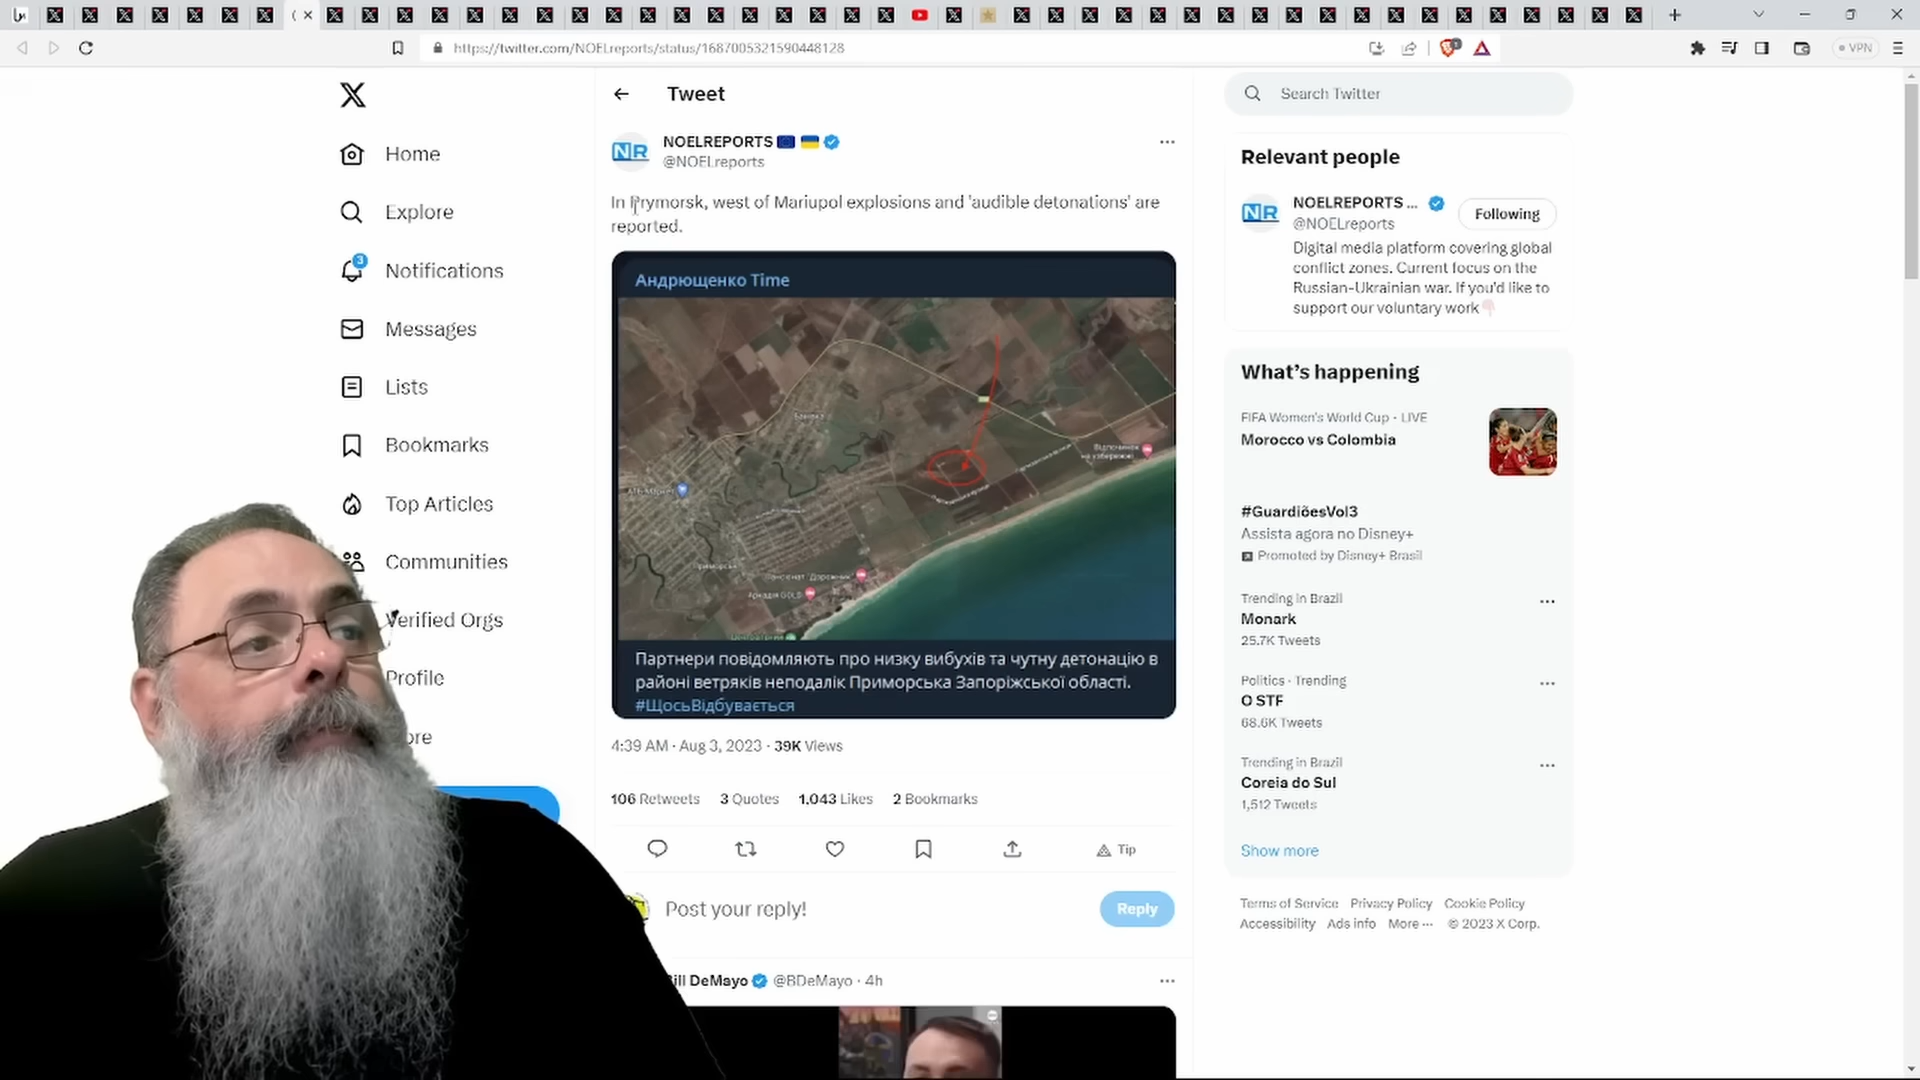 https://twitter.com/NOELreports/status/1687005321590448128
VPN
Home
Explore
3
Notifications
Messages
Lists
Bookmarks
Top Articles
Communities
Verified Orgs
Profile
Tweet
NOELREPORTS
@NOELreports
In Prymorsk, west of Mariupol explosions and 'audible detonations' are
reported.
Андрющенко Time
Партнери повідомляють про низку вибухів та чутну детонацію в
районі ветряків неподалік Приморська Запоріжської області.
#ЩосьВідбувається
4:39 AM · Aug 3, 2023 · 39K Views
106 Retweets 3 Quotes 1,043 Likes 2 Bookmarks
Tip
Post your reply!
Reply
Bill DeMayo @BDeMayo · 4h
Search Twitter
Relevant people
NOELREPORTS ...
@NOELreports
Following
Digital media platform covering global
conflict zones. Current focus on the
Russian-Ukrainian war. If you'd like to
support our voluntary work
What's happening
FIFA Women's World Cup · LIVE
Morocco vs Colombia
#GuardiõesVol3
Assista agora no Disney+
Promoted by Disney+ Brasil
Trending in Brazil
Monark
25.7K Tweets
Politics · Trending
O STF
68.6K Tweets
Trending in Brazil
Coreia do Sul
1,512 Tweets
Show more
Terms of Service Privacy Policy Cookie Policy
Accessibility Ads info More ··· © 2023 X Corp.